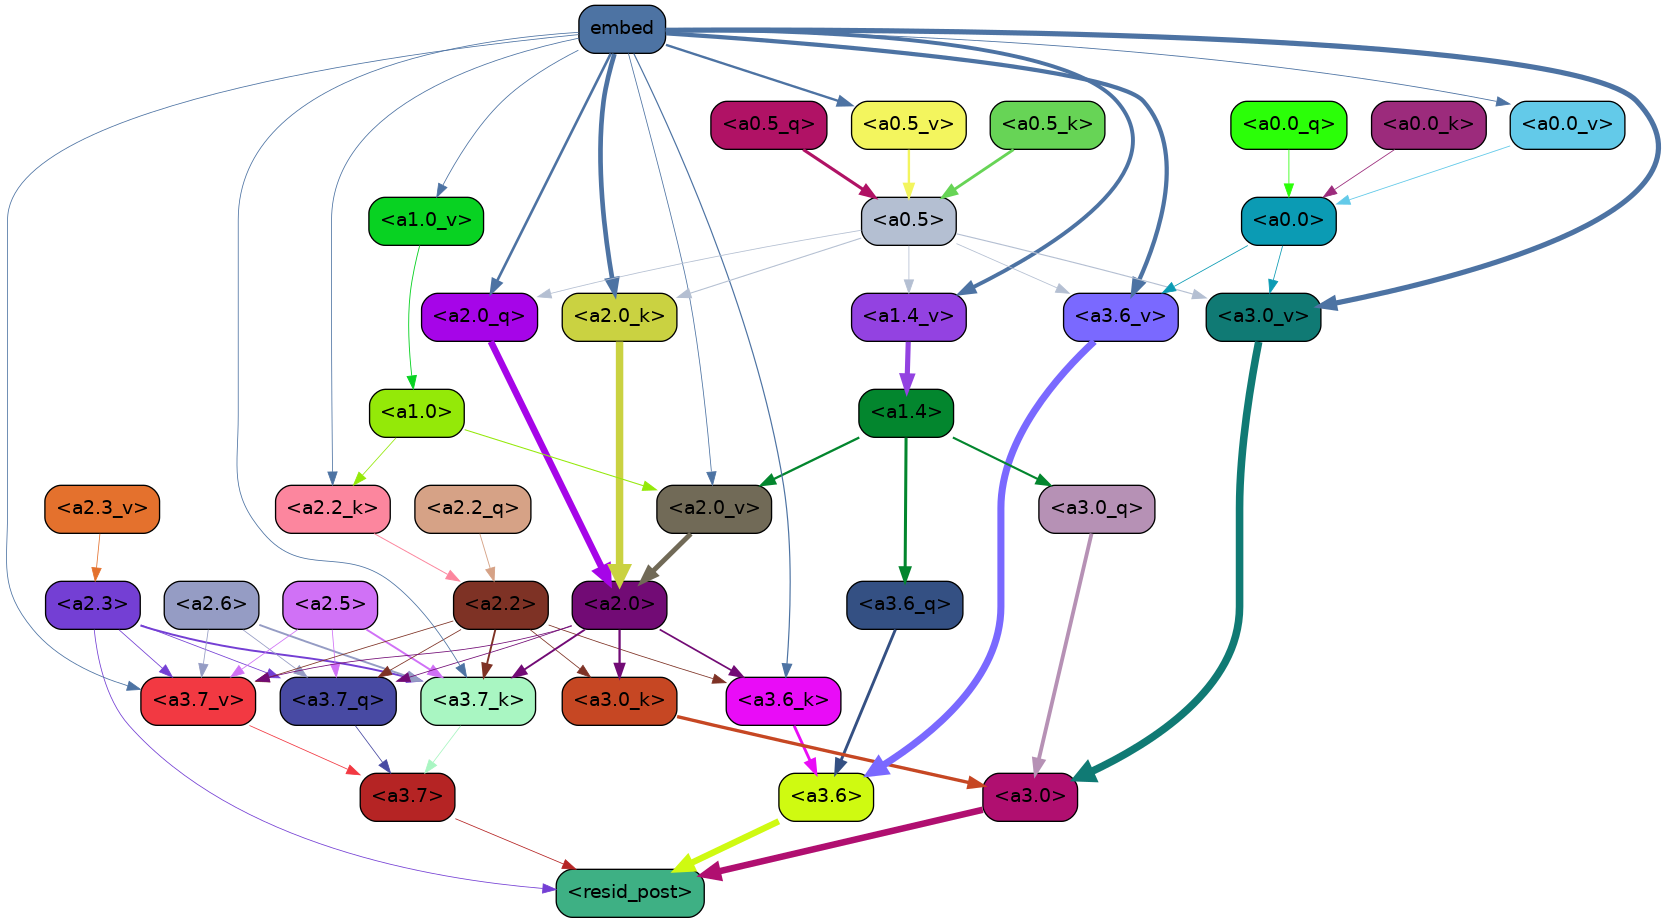 embed
<a0.5_q>
<a0.5_v>
<a0.5_k>
<a0.0_q>
<a0.0_k>
<a0.0_v>
<a1.0_v>
<a0.5>
<a0.0>
<a2.0_q>
<a2.0_k>
<a1.4_v>
<a3.6_v>
<a3.0_v>
<a1.0>
<a1.4>
<a2.3_v>
<a2.2_k>
<a2.2_q>
<a2.0_v>
<a3.0_q>
<a2.3>
<a2.6>
<a2.5>
<a2.2>
<a2.0>
<a3.6_q>
<a3.7_v>
<a3.7_q>
<a3.7_k>
<a3.0_k>
<a3.6_k>
<a3.7>
<a3.6>
<a3.0>
<resid_post>